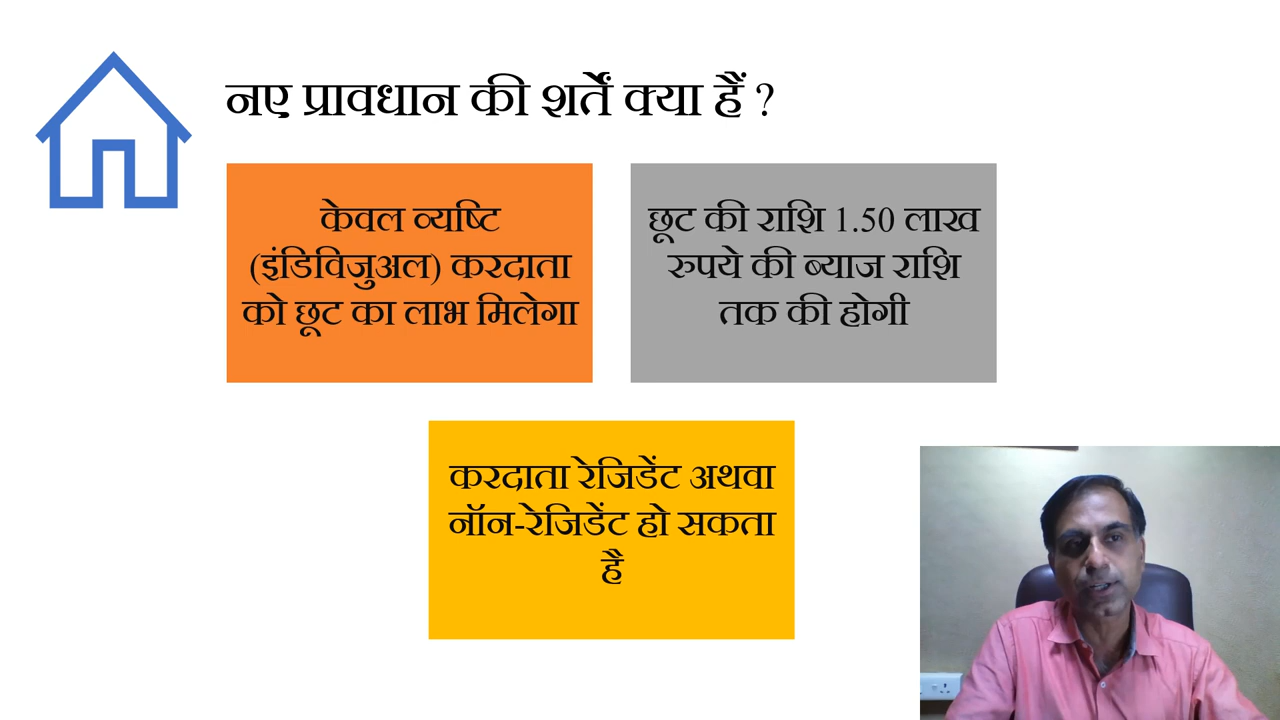 नए प्रावधान की शर्तें क्या हैं ?
केवल व्यष्टि
(इंडिविजुअल) करदाता
को छूट का लाभ मिलेगा
छूट की राशि 1.50 लाख
रुपये की ब्याज राशि
तक की होगी
करदाता रेजिडेंट अथवा
नॉन-रेजिडेंट हो सकता
है